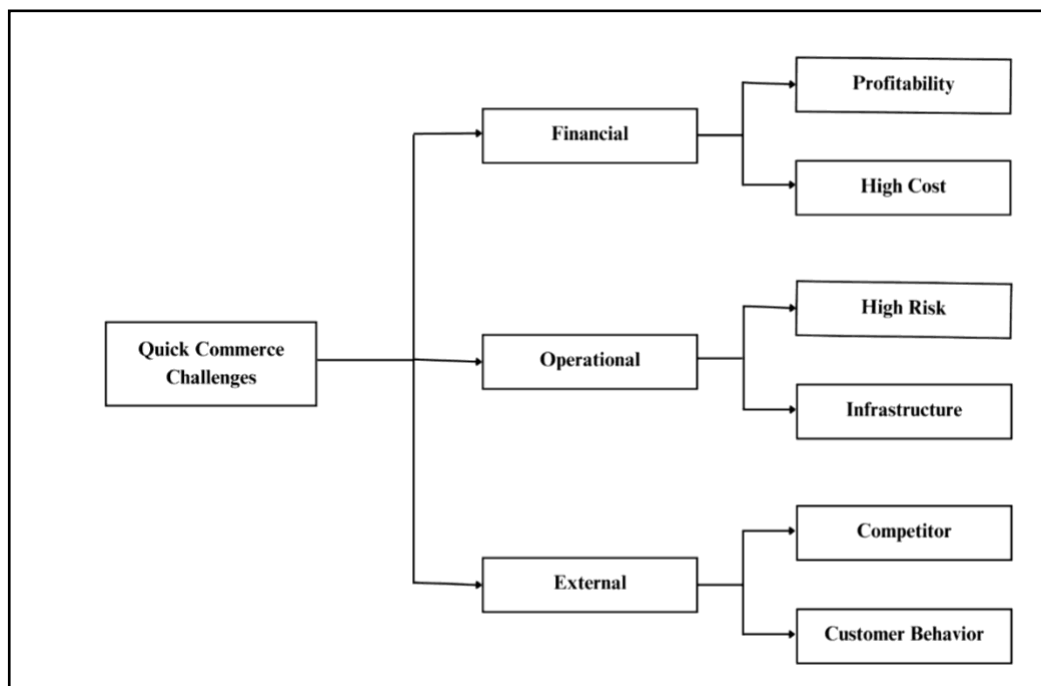 Quick Commerce
Challenges
Financial
Profitability
High Cost
Operational
High Risk
Infrastructure
External
Competitor
Customer Behavior